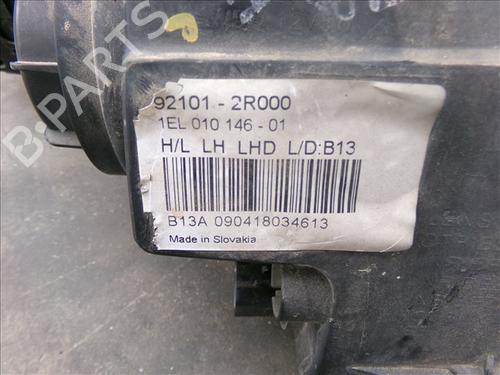 92101 - 2R000
1EL 010 146 - 01
H/L LH LHD L/D:B13
B13A 090418034613
Made in Slovakia
B-PARTS